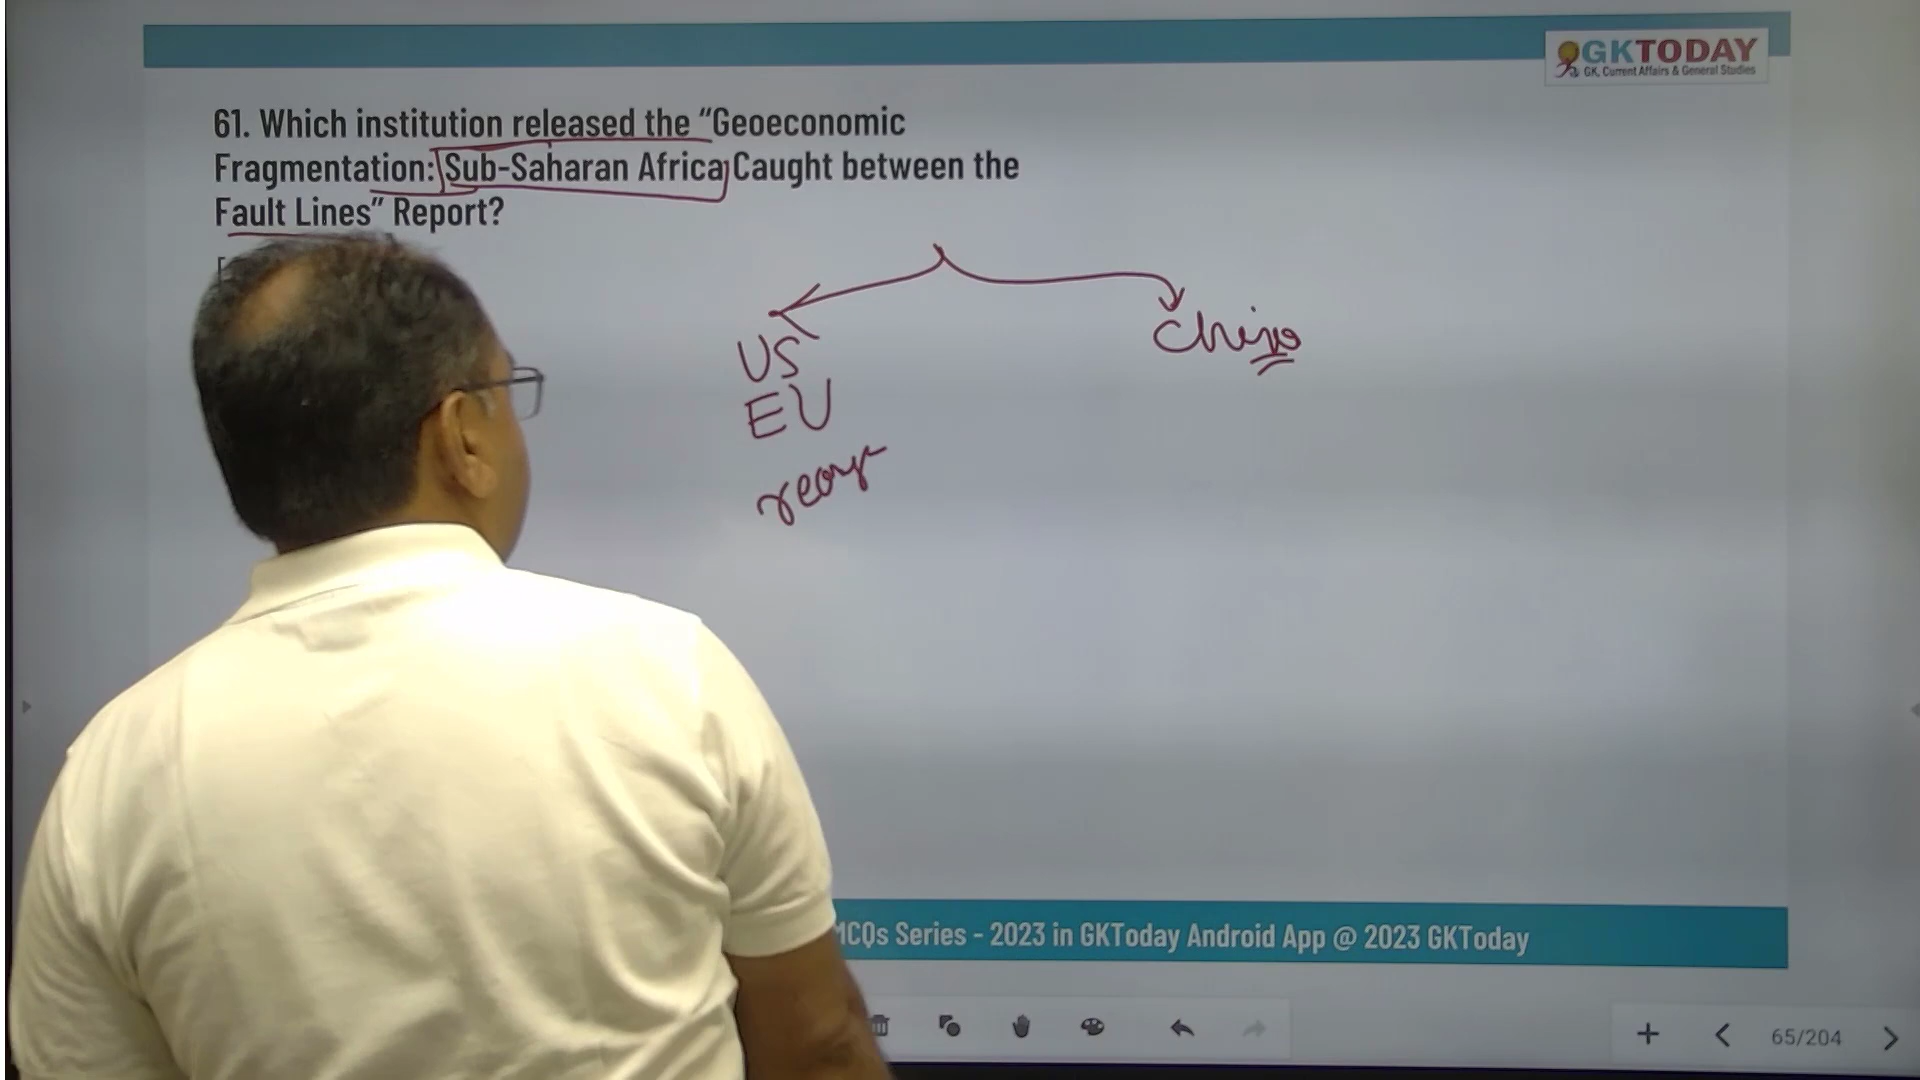 GKTODAY
GK, Current Affairs & General Studies
61. Which institution released the “Geoeconomic
Fragmentation: Sub-Saharan Africa Caught between the
Fault Lines” Report?
US
China
EU
MCQs Series - 2023 in GKToday Android App @ 2023 GKToday
65/204